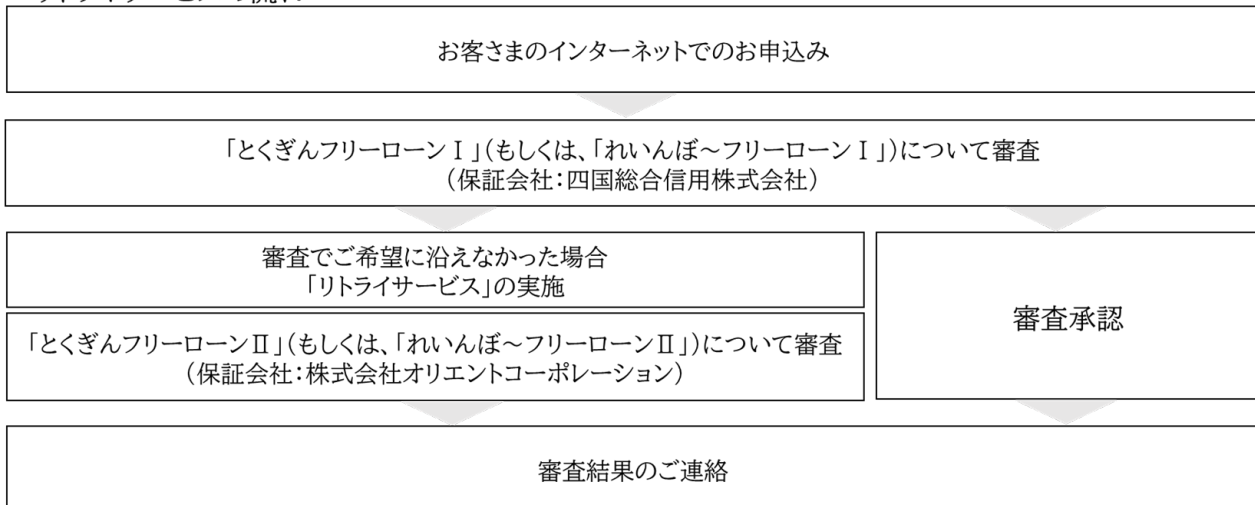 お客さまのインターネットでのお申込み
「とくぎんフリーローンⅠ」(もしくは、「れいんぼ～フリーローンⅠ」)について審査
(保証会社:四国総合信用株式会社)
審査でご希望に沿えなかった場合
「リトライサービス」の実施
審査承認
「とくぎんフリーローンⅡ」(もしくは、「れいんぼ～フリーローンⅡ」)について審査
(保証会社:株式会社オリエントコーポレーション)
審査結果のご連絡